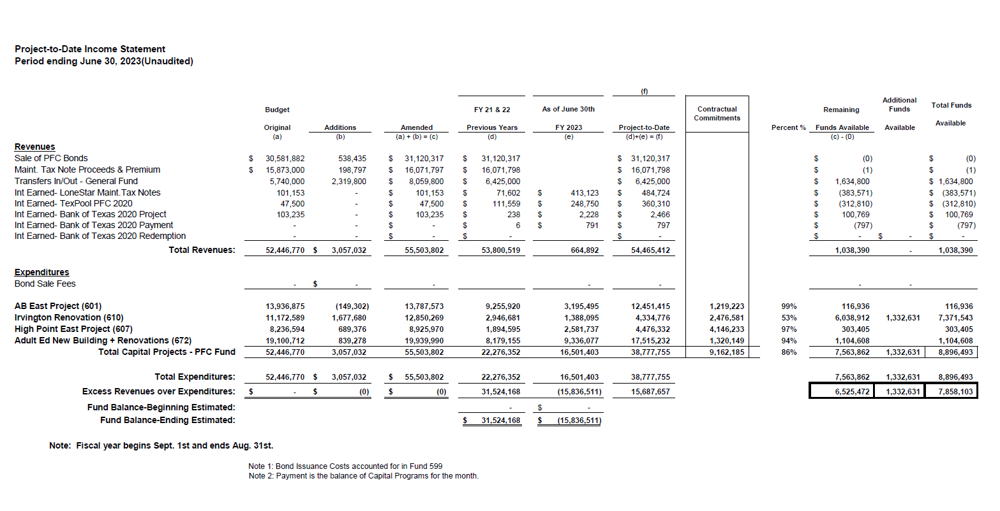 Project-to-Date Income Statement
Period ending June 30, 2023(Unaudited)
(f)
Additional
Budget FY 21 & 22 As of June 30th Contractual Remaining Funds Total Funds
Commitments
Original Additions Amended Previous Years FY 2023 Project-to-Date Percent % Funds Available Available Available
(a) (b) (a) + (b) = (c) (d) (e) (d)+(e) = (f) (c) - (0)
Revenues
Sale of PFC Bonds $ 30,581,882 538,435 $ 31,120,317 $ 31,120,317 $ 31,120,317 $ (0) $ (0)
Maint. Tax Note Proceeds & Premium $ 15,873,000 198,797 $ 16,071,797 $ 16,071,798 $ 16,071,798 $ (1) $ (1)
Transfers In/Out - General Fund 5,740,000 2,319,800 $ 8,059,800 $ 6,425,000 $ 6,425,000 $ 1,634,800 $ 1,634,800
Int Earned- LoneStar Maint.Tax Notes 101,153 - $ 101,153 $ 71,602 $ 413,123 $ 484,724 $ (383,571) $ (383,571)
Int Earned- TexPool PFC 2020 47,500 - $ 47,500 $ 111,559 $ 248,750 $ 360,310 $ (312,810) $ (312,810)
Int Earned- Bank of Texas 2020 Project 103,235 - $ 103,235 $ 238 $ 2,228 $ 2,466 $ 100,769 $ 100,769
Int Earned- Bank of Texas 2020 Payment - - $ - $ 6 $ 791 $ 797 $ (797) $ (797)
Int Earned- Bank of Texas 2020 Redemption - - $ - $ - $ - $ - $ - $ -
Total Revenues: 52,446,770 $ 3,057,032 55,503,802 53,800,519 664,892 54,465,412 1,038,390 - 1,038,390
Expenditures
Bond Sale Fees - $ - - - - - -
AB East Project (601) 13,936,875 (149,302) 13,787,573 9,255,920 3,195,495 12,451,415 1,219,223 99% 116,936 116,936
Irvington Renovation (610) 11,172,589 1,677,680 12,850,269 2,946,681 1,388,095 4,334,776 2,476,581 53% 6,038,912 1,332,631 7,371,543
High Point East Project (607) 8,236,594 689,376 8,925,970 1,894,595 2,581,737 4,476,332 4,146,233 97% 303,405 303,405
Adult Ed New Building + Renovations (672) 19,100,712 839,278 19,939,990 8,179,155 9,336,077 17,515,232 1,320,149 94% 1,104,608 1,104,608
Total Capital Projects - PFC Fund 52,446,770 3,057,032 55,503,802 22,276,352 16,501,403 38,777,755 9,162,185 86% 7,563,862 1,332,631 8,896,493
Total Expenditures: 52,446,770 $ 3,057,032 $ 55,503,802 22,276,352 16,501,403 38,777,755 7,563,862 1,332,631 8,896,493
Excess Revenues over Expenditures: $ - $ (0) $ (0) 31,524,168 (15,836,511) 15,687,657 6,525,472 1,332,631 7,858,103
Fund Balance-Beginning Estimated: - $ -
Fund Balance-Ending Estimated: $ 31,524,168 $ (15,836,511)
Note: Fiscal year begins Sept. 1st and ends Aug. 31st.
Note 1: Bond Issuance Costs accounted for in Fund 599
Note 2: Payment is the balance of Capital Programs for the month.